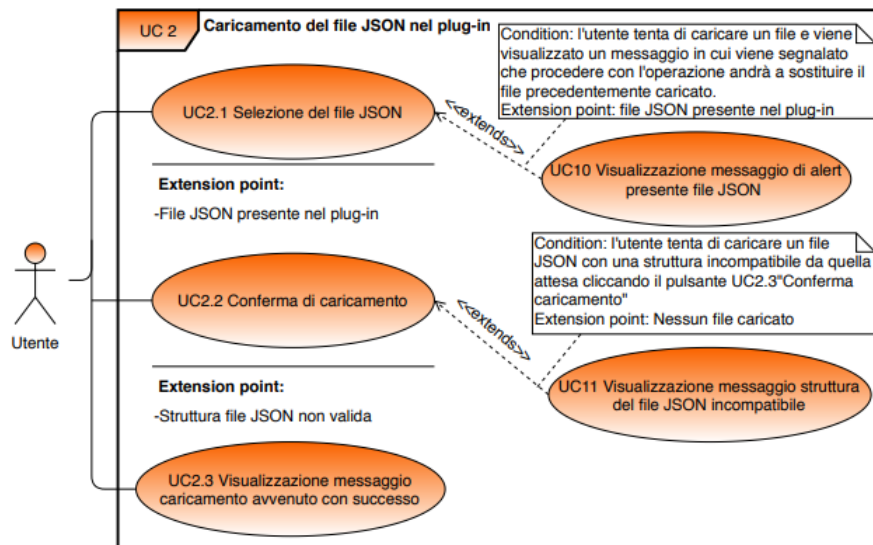 UC 2
Caricamento del file JSON nel plug-in
Condition: l'utente tenta di caricare un file e viene
visualizzato un messaggio in cui viene segnalato
che procedere con l'operazione andrà a sostituire il
file precedentemente caricato.
Extension point: file JSON presente nel plug-in
UC2.1 Selezione del file JSON
<<extends>>
UC10 Visualizzazione messaggio di alert
presente file JSON
Extension point:
-File JSON presente nel plug-in
Condition: l'utente tenta di caricare un file
JSON con una struttura incompatibile da quella
attesa cliccando il pulsante UC2.3"Conferma
caricamento"
Extension point: Nessun file caricato
UC2.2 Conferma di caricamento
<<extends>>
Utente
UC11 Visualizzazione messaggio struttura
del file JSON incompatibile
Extension point:
-Struttura file JSON non valida
UC2.3 Visualizzazione messaggio
caricamento avvenuto con successo